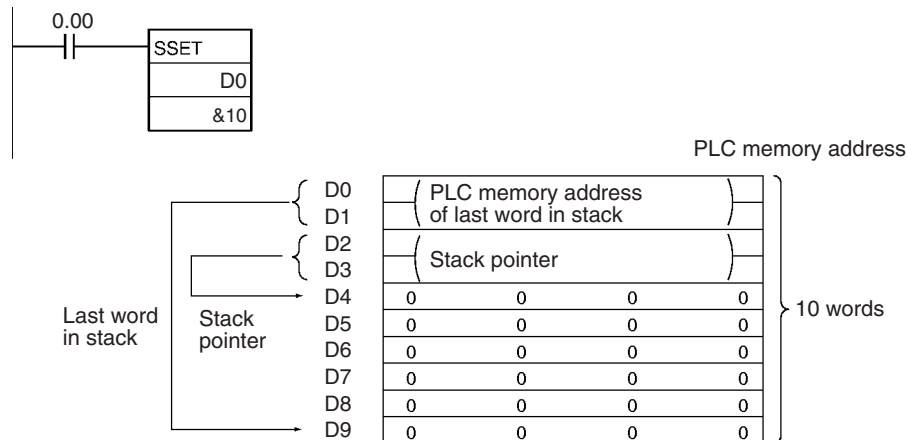 0.00
SSET
D0
&10
PLC memory address
D0
PLC memory address
D1
of last word in stack
D2
Stack pointer
D3
D4 0 0 0 0
D5 0 0 0 0
D6 0 0 0 0
D7 0 0 0 0
D8 0 0 0 0
D9 0 0 0 0
Last word
in stack
Stack
pointer
10 words